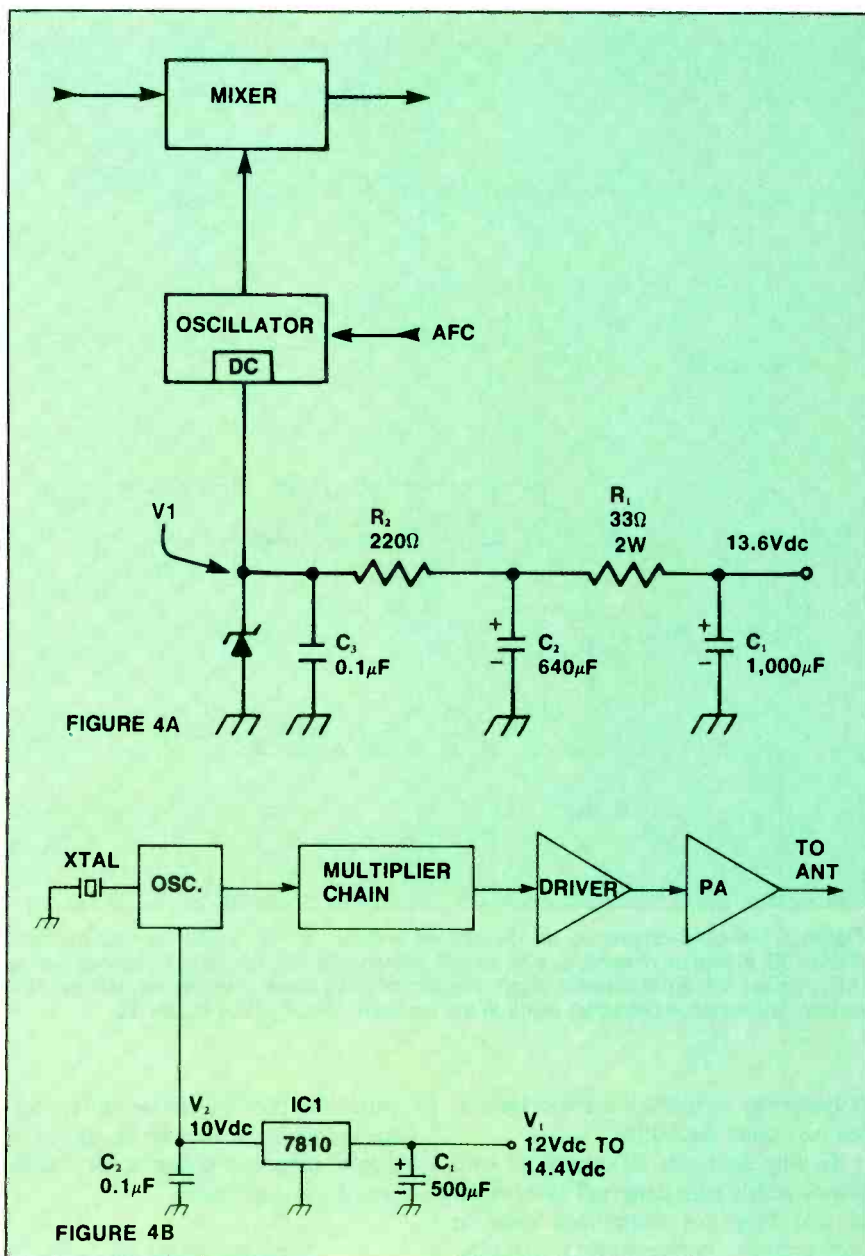 MIXER
OSCILLATOR
AFC
DC
V1
R₂
220Ω
R₁
33Ω
2W
13.6Vdc
C₃
0.1µF
+
−
C₂
640µF
+
−
C₁
1,000µF
FIGURE 4A
XTAL
OSC.
MULTIPLIER
CHAIN
DRIVER
PA
TO
ANT
V₂
10Vdc
IC1
7810
V₁
12Vdc TO
14.4Vdc
C₂
0.1µF
+
−
C₁
500µF
FIGURE 4B